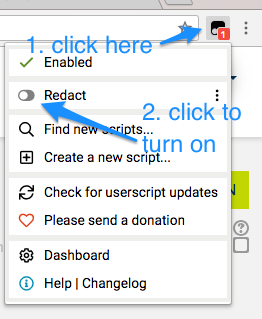 1. click here
1
Enabled
Redact
2. click to
turn on
Find new scripts...
Create a new script...
Check for userscript updates
N
Please send a donation
Dashboard
Help | Changelog